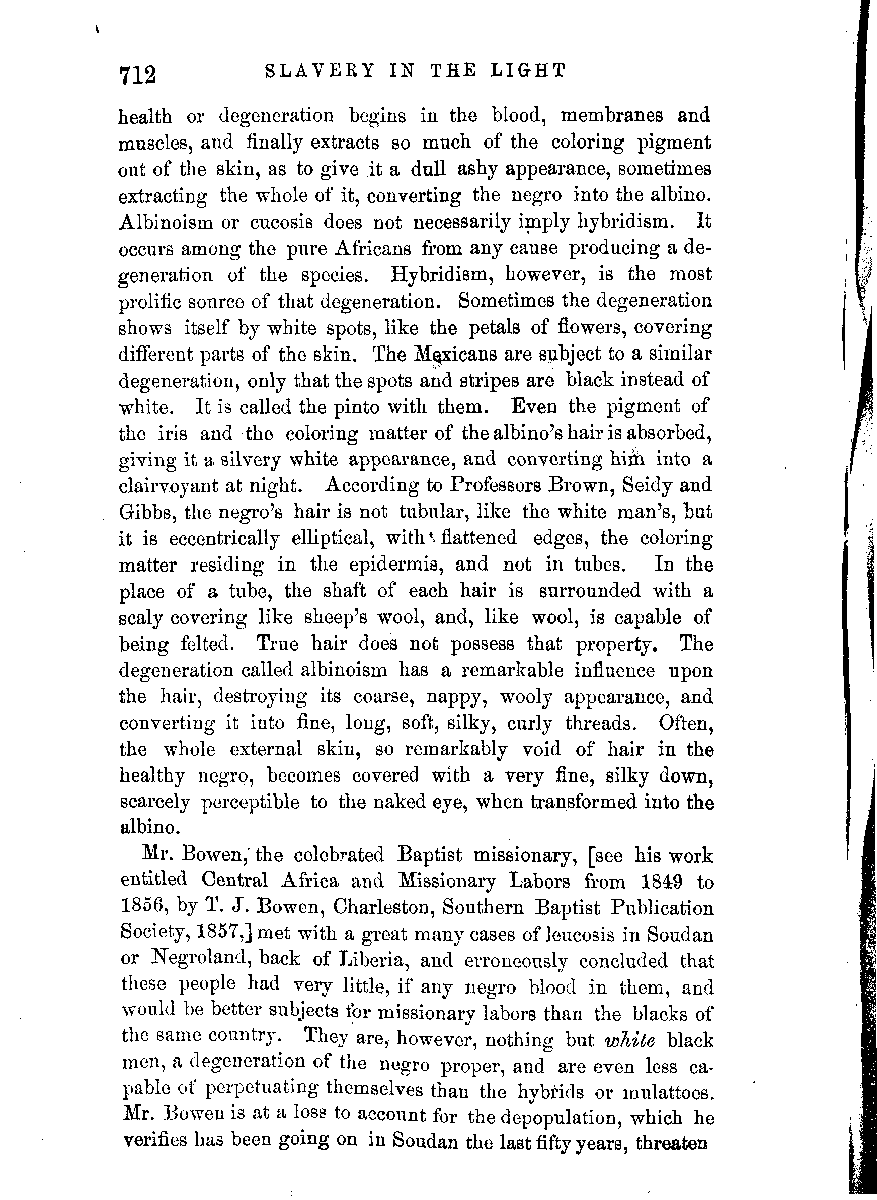 712 SLAVERY IN THE LIGHT
health or degeneration begins in the blood, membranes and
muscles, and finally extracts so much of the coloring pigment
out of the skin, as to give it a dull ashy appearance, sometimes
extracting the whole of it, converting the negro into the albino.
Albinoism or cucosis does not necessarily imply hybridism. It
occurs among the pure Africans from any cause producing a de-
generation of the species. Hybridism, however, is the most
prolific source of that degeneration. Sometimes the degeneration
shows itself by white spots, like the petals of flowers, covering
different parts of the skin. The Mexicans are subject to a similar
degeneration, only that the spots and stripes are black instead of
white. It is called the pinto with them. Even the pigment of
the iris and the coloring matter of the albino's hair is absorbed,
giving it a silvery white appearance, and converting him into a
clairvoyant at night. According to Professors Brown, Seidy and
Gibbs, the negro's hair is not tubular, like the white man's, but
it is eccentrically elliptical, with flattened edges, the coloring
matter residing in the epidermis, and not in tubes. In the
place of a tube, the shaft of each hair is surrounded with a
scaly covering like sheep's wool, and, like wool, is capable of
being felted. True hair does not possess that property. The
degeneration called albinoism has a remarkable influence upon
the hair, destroying its coarse, nappy, wooly appearance, and
converting it into fine, long, soft, silky, curly threads. Often,
the whole external skin, so remarkably void of hair in the
healthy negro, becomes covered with a very fine, silky down,
scarcely perceptible to the naked eye, when transformed into the
albino.
Mr. Bowen, the celebrated Baptist missionary, [see his work
entitled Central Africa and Missionary Labors from 1849 to
1856, by T. J. Bowen, Charleston, Southern Baptist Publication
Society, 1857,] met with a great many cases of leucosis in Soudan
or Negroland, back of Liberia, and erroneously concluded that
these people had very little, if any negro blood in them, and
would be better subjects for missionary labors than the blacks of
the same country. They are, however, nothing but white black
men, a degeneration of the negro proper, and are even less ca-
pable of perpetuating themselves than the hybrids or mulattoes.
Mr. Bowen is at a loss to account for the depopulation, which he
verifies has been going on in Soudan the last fifty years, threaten